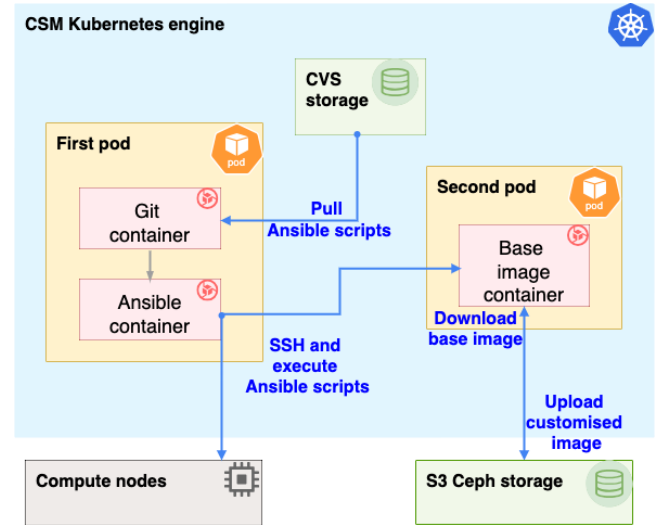 CSM Kubernetes engine
CVS
storage
First pod
pod
Git
container
Pull
Ansible scripts
Second pod
pod
Base
image
container
Ansible
container
Download
base image
SSH and
execute
Ansible scripts
Upload
customised
image
Compute nodes
S3 Ceph storage